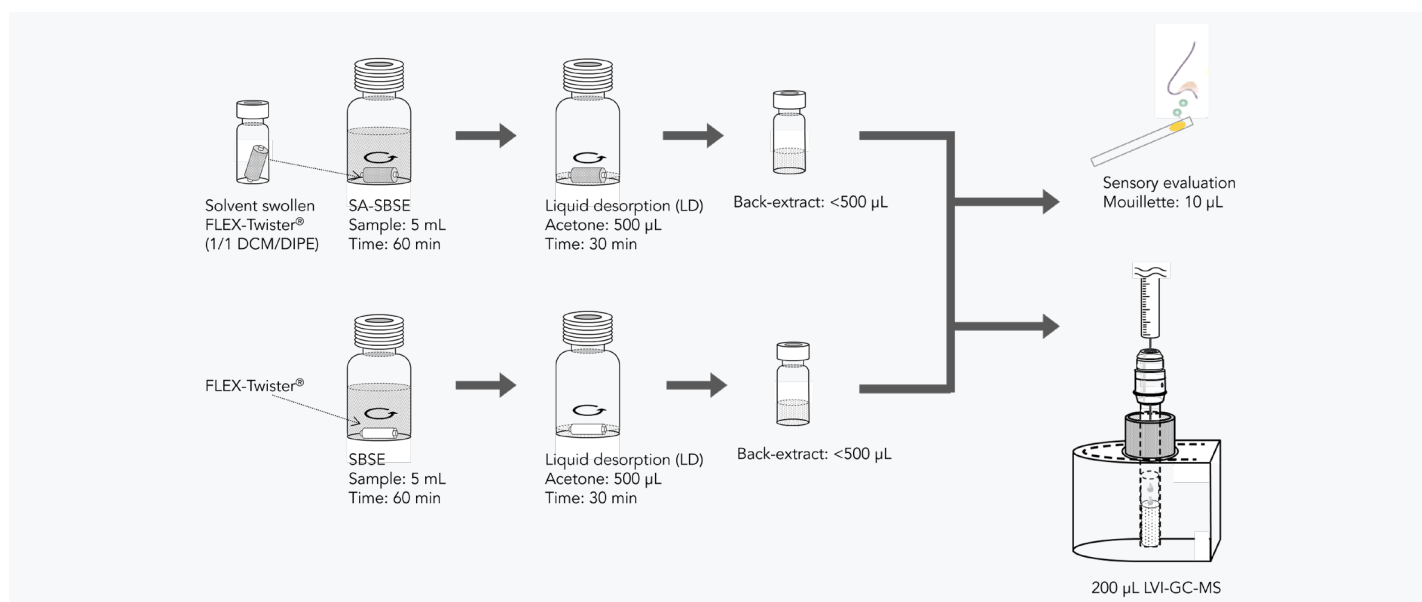 Solvent swollen
FLEX-Twister®
(1/1 DCM/DIPE)
SA-SBSE
Sample: 5 mL
Time: 60 min
Liquid desorption (LD)
Acetone: 500 µL
Time: 30 min
Back-extract: <500 µL
Sensory evaluation
Mouillette: 10 µL
FLEX-Twister®
SBSE
Sample: 5 mL
Time: 60 min
Liquid desorption (LD)
Acetone: 500 µL
Time: 30 min
Back-extract: <500 µL
200 µL LVI-GC-MS